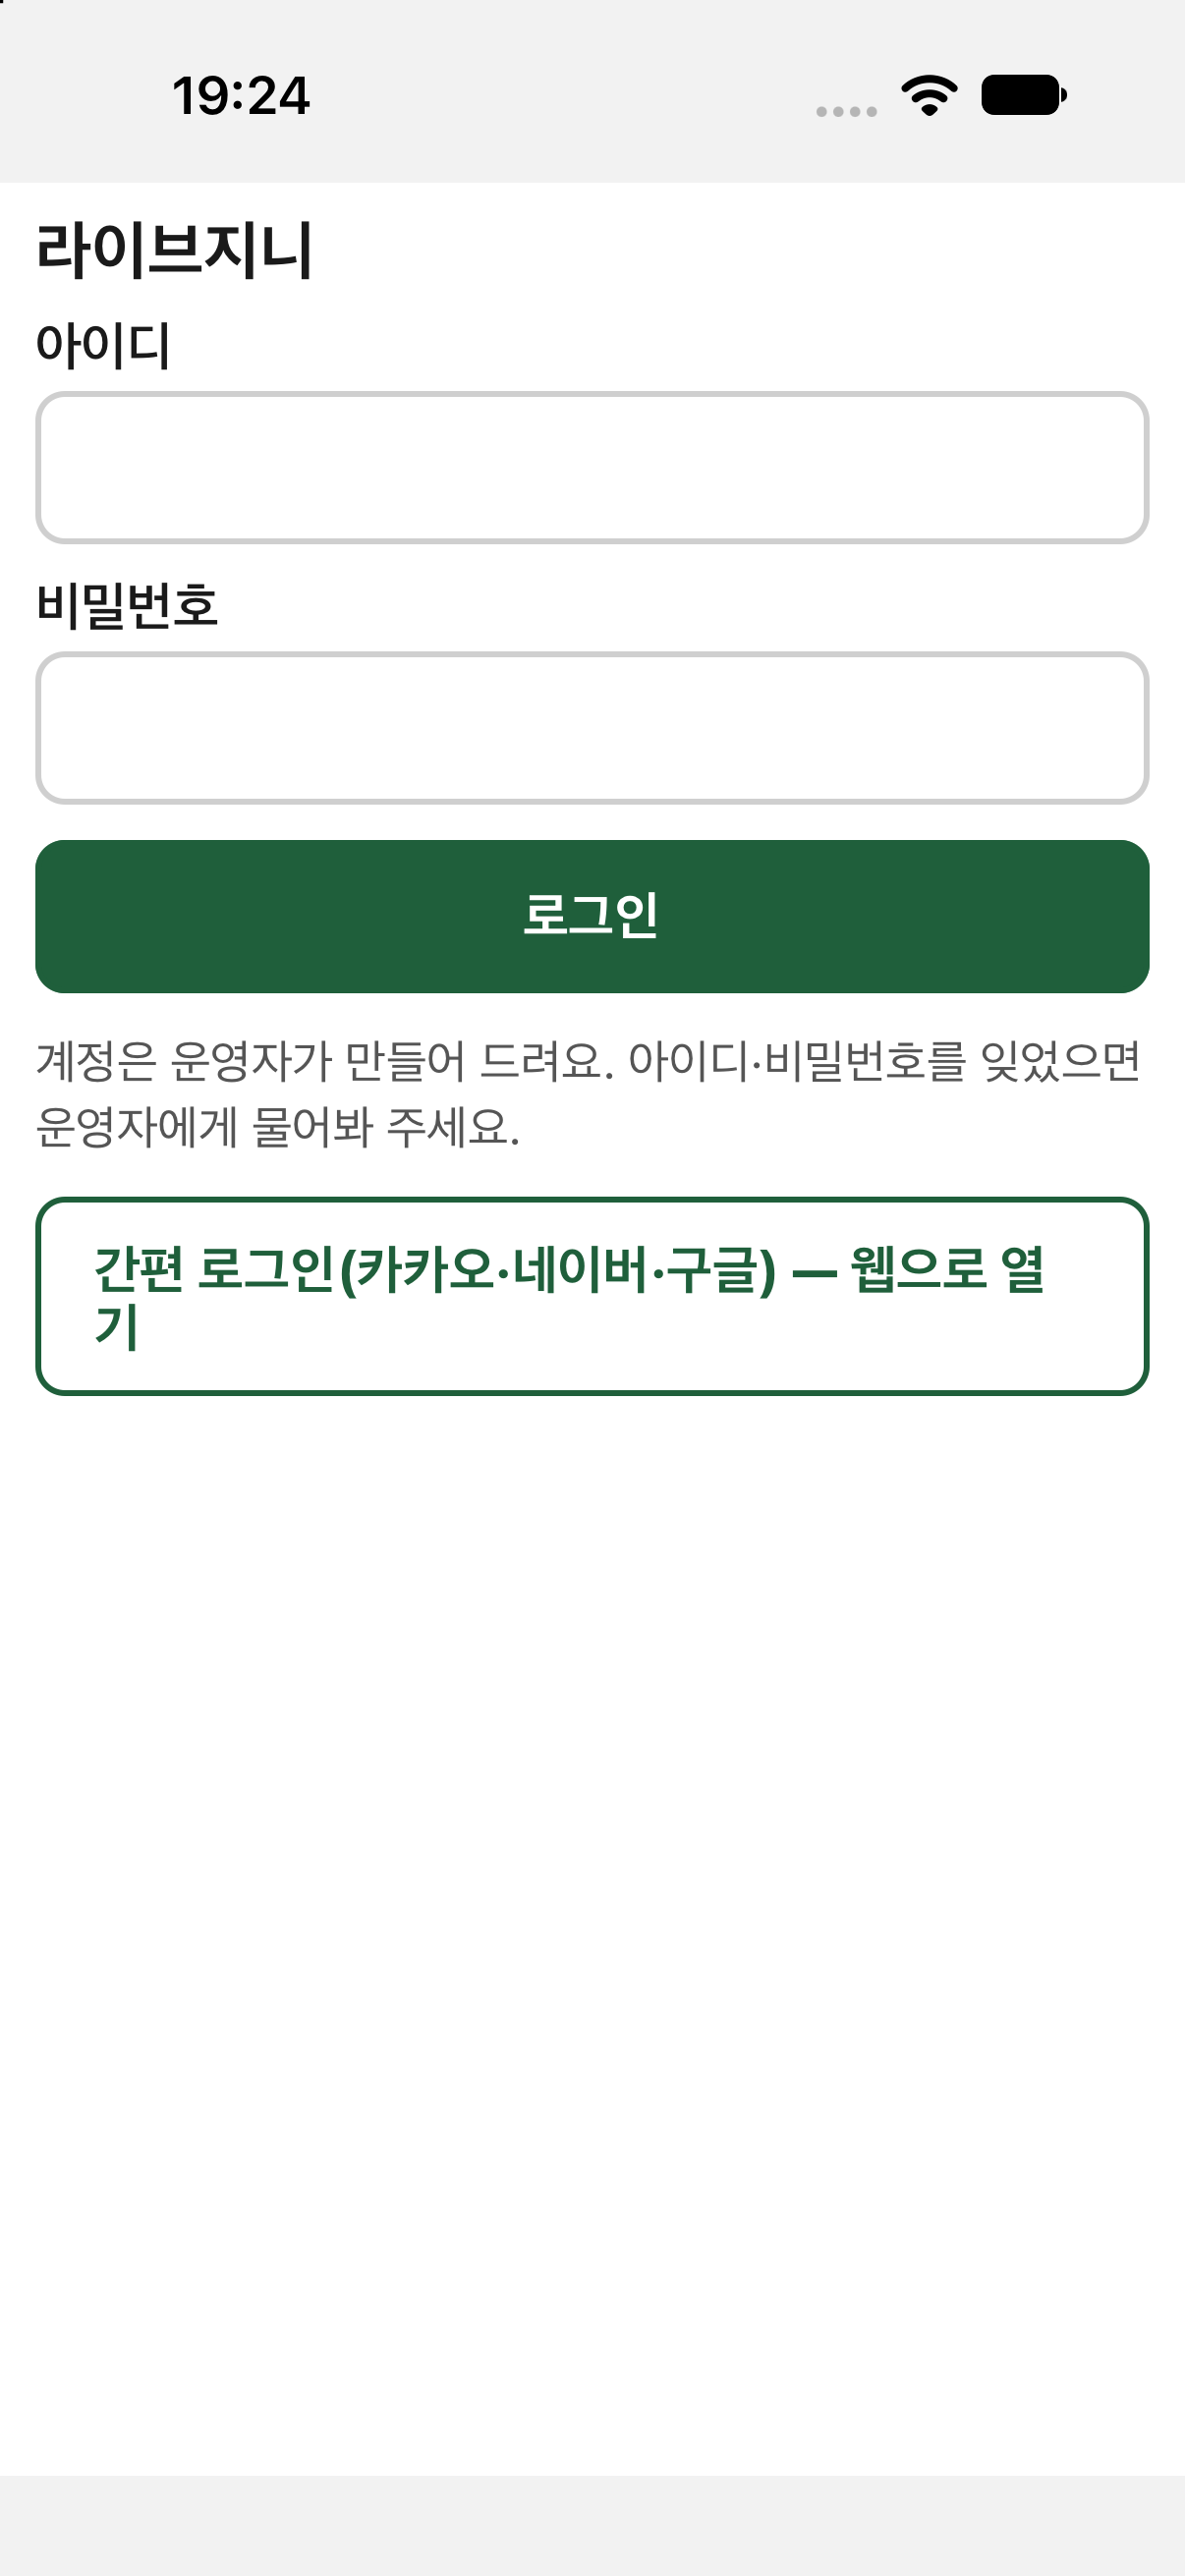 19:24
라이브지니
아이디
비밀번호
로그인
계정은 운영자가 만들어 드려요. 아이디·비밀번호를 잊었으면
운영자에게 물어봐 주세요.
간편 로그인(카카오·네이버·구글) — 웹으로 열
기